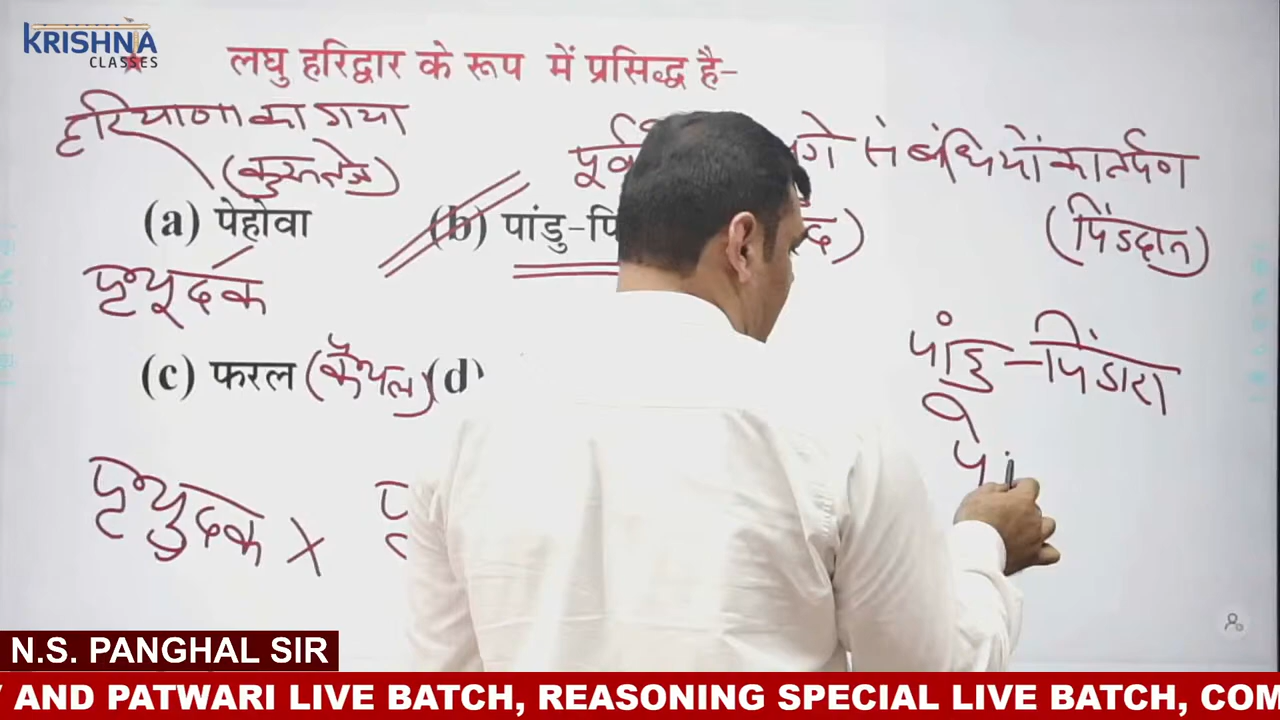 KRISHNA
CLASSES
लघु हरिद्वार के रूप में प्रसिद्ध है-
हरियाणा का गया
(कुरुक्षेत्र)
पूर्व
संबंधियों का तर्पण
(पिंडदान)
(a) पेहोवा
(b) पांडु-पि
पृथूदक
(c) फरल (कैथल) (d)
पांडु-पिंडारा
पृथुदक X
N.S. PANGHAL SIR
AND PATWARI LIVE BATCH, REASONING SPECIAL LIVE BATCH, COM